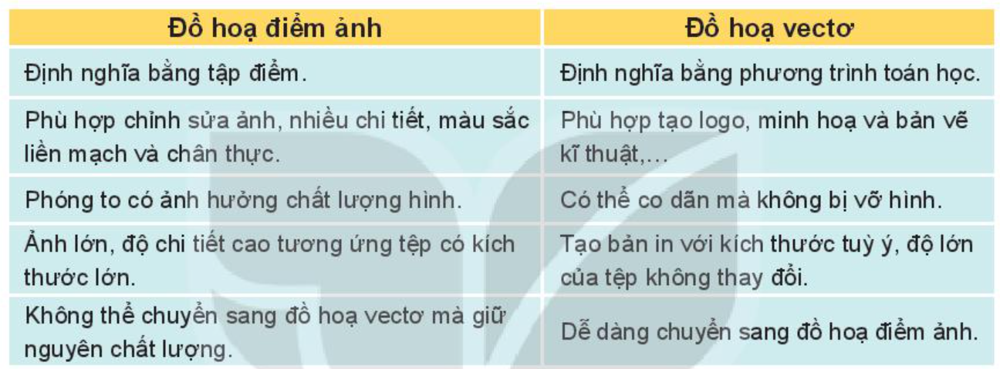 Đồ hoạ điểm ảnh
Đồ hoạ vectơ
Định nghĩa bằng tập điểm.
Định nghĩa bằng phương trình toán học.
Phù hợp chỉnh sửa ảnh, nhiều chi tiết, màu sắc
liền mạch và chân thực.
Phù hợp tạo logo, minh hoạ và bản vẽ
kĩ thuật,...
Phóng to có ảnh hưởng chất lượng hình.
Có thể co dãn mà không bị vỡ hình.
Ảnh lớn, độ chi tiết cao tương ứng tệp có kích
thước lớn.
Tạo bản in với kích thước tuỳ ý, độ lớn
của tệp không thay đổi.
Không thể chuyển sang đồ hoạ vectơ mà giữ
nguyên chất lượng.
Dễ dàng chuyển sang đồ hoạ điểm ảnh.